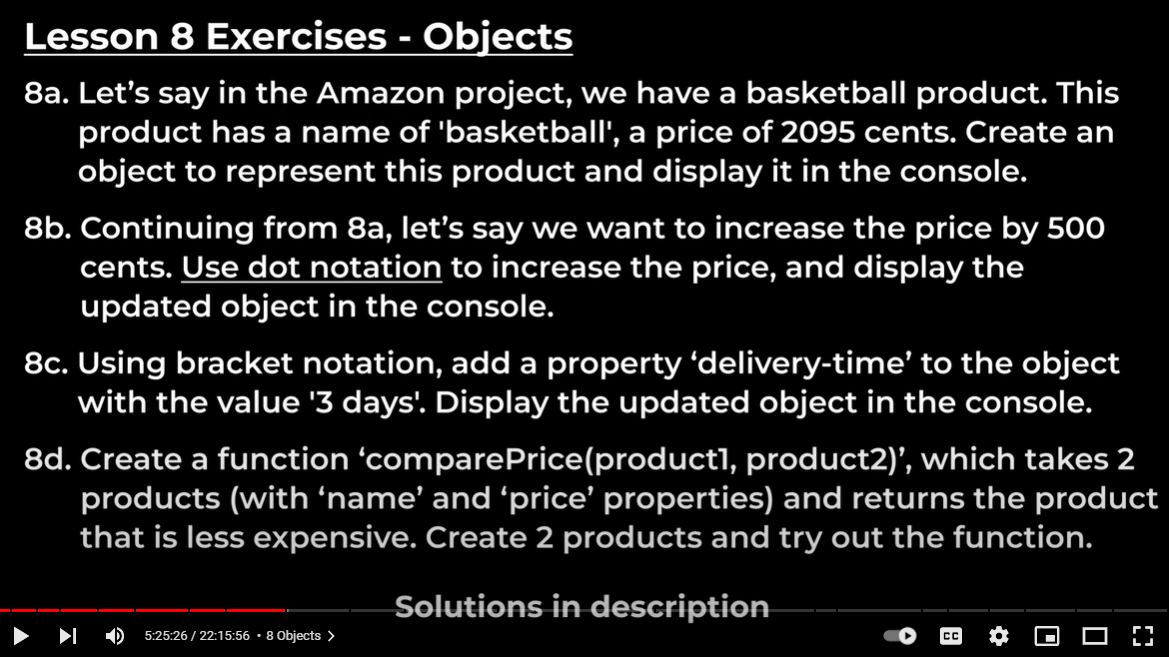 Lesson 8 Exercises - Objects
8a. Let’s say in the Amazon project, we have a basketball product. This
product has a name of 'basketball', a price of 2095 cents. Create an
object to represent this product and display it in the console.
8b. Continuing from 8a, let’s say we want to increase the price by 500
cents. Use dot notation to increase the price, and display the
updated object in the console.
8c. Using bracket notation, add a property ‘delivery-time’ to the object
with the value '3 days'. Display the updated object in the console.
8d. Create a function ‘comparePrice(product1, product2)’, which takes 2
products (with ‘name’ and ‘price’ properties) and returns the product
that is less expensive. Create 2 products and try out the function.
Solutions in description
5:25:26 / 22:15:56 • 8 Objects >
CC